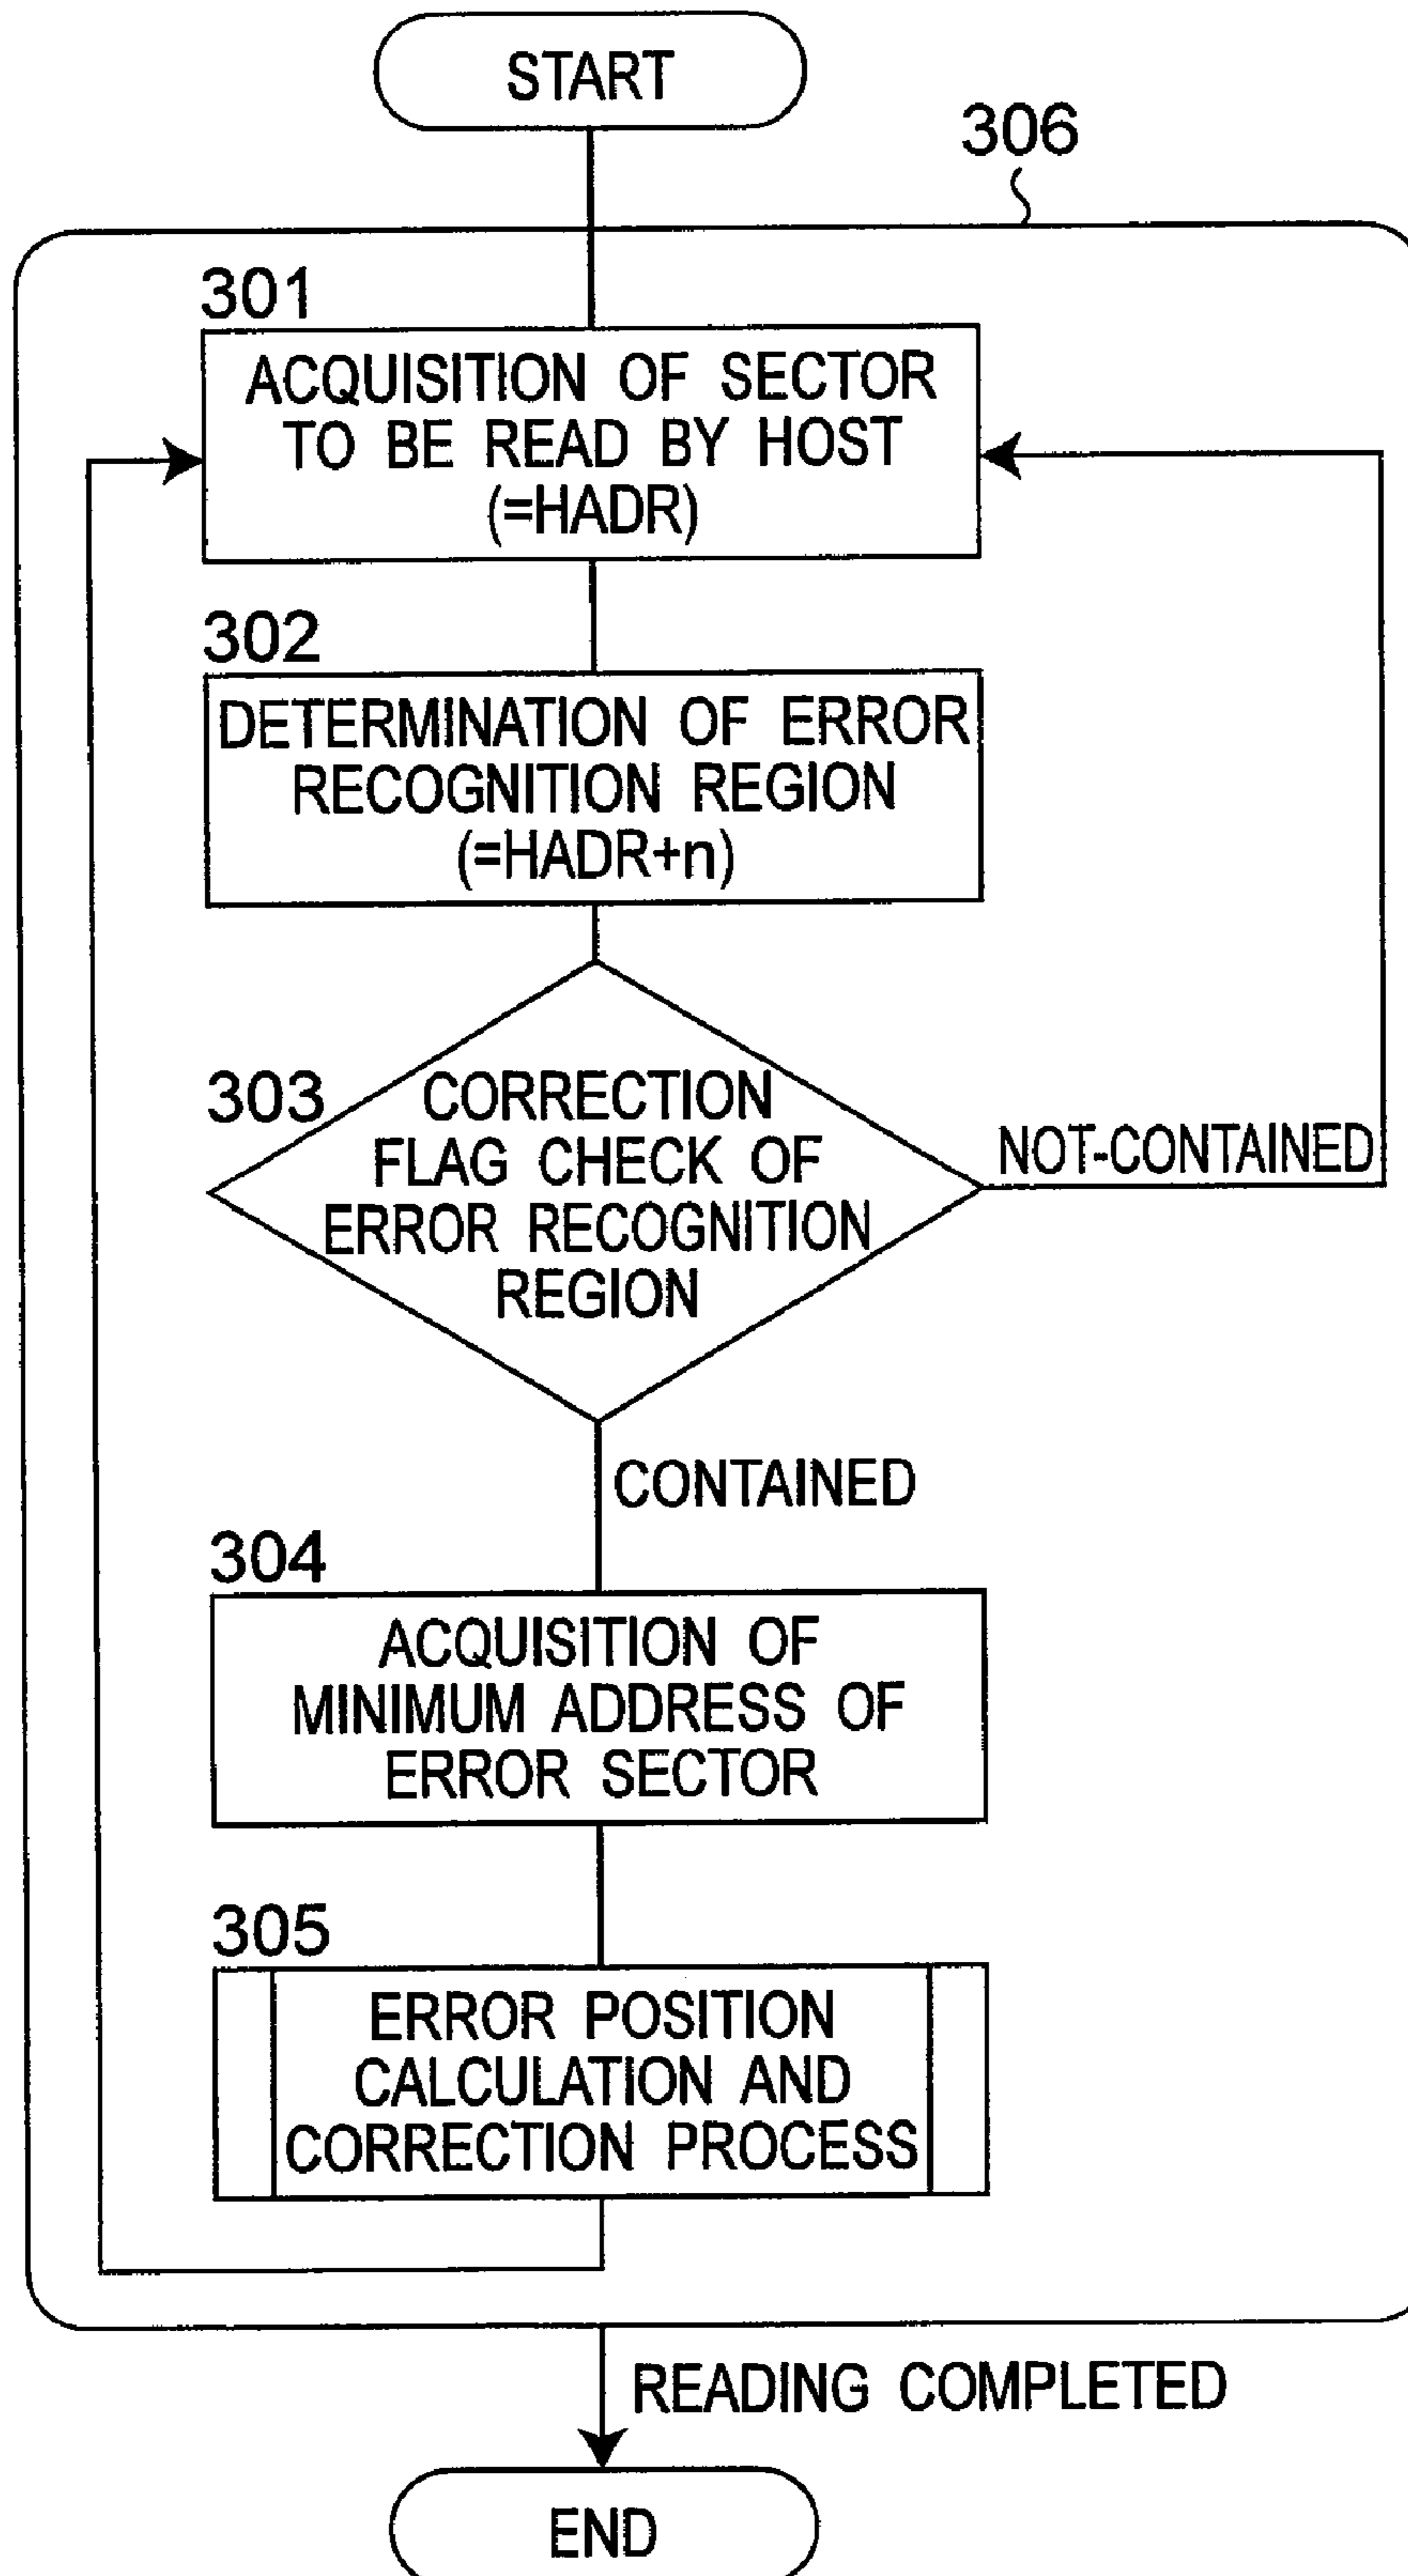 START
306
301
ACQUISITION OF SECTOR
TO BE READ BY HOST
(=HADR)
302
DETERMINATION OF ERROR
RECOGNITION REGION
(=HADR+n)
303
CORRECTION
FLAG CHECK OF
ERROR RECOGNITION
REGION
NOT-CONTAINED
CONTAINED
304
ACQUISITION OF
MINIMUM ADDRESS OF
ERROR SECTOR
305
ERROR POSITION
CALCULATION AND
CORRECTION PROCESS
READING COMPLETED
END